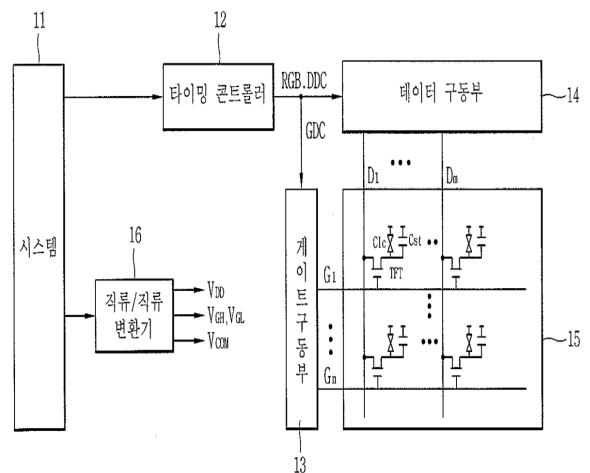 11
12
타이밍 콘트롤러
RGB.DDC
GDC
데이터 구동부
14
D1
Dm
시스템
16
직류/직류
변환기
VDD
VGH,VGL
VCOM
게이트구동부
13
G1
Gn
Clc
Cst
TFT
15